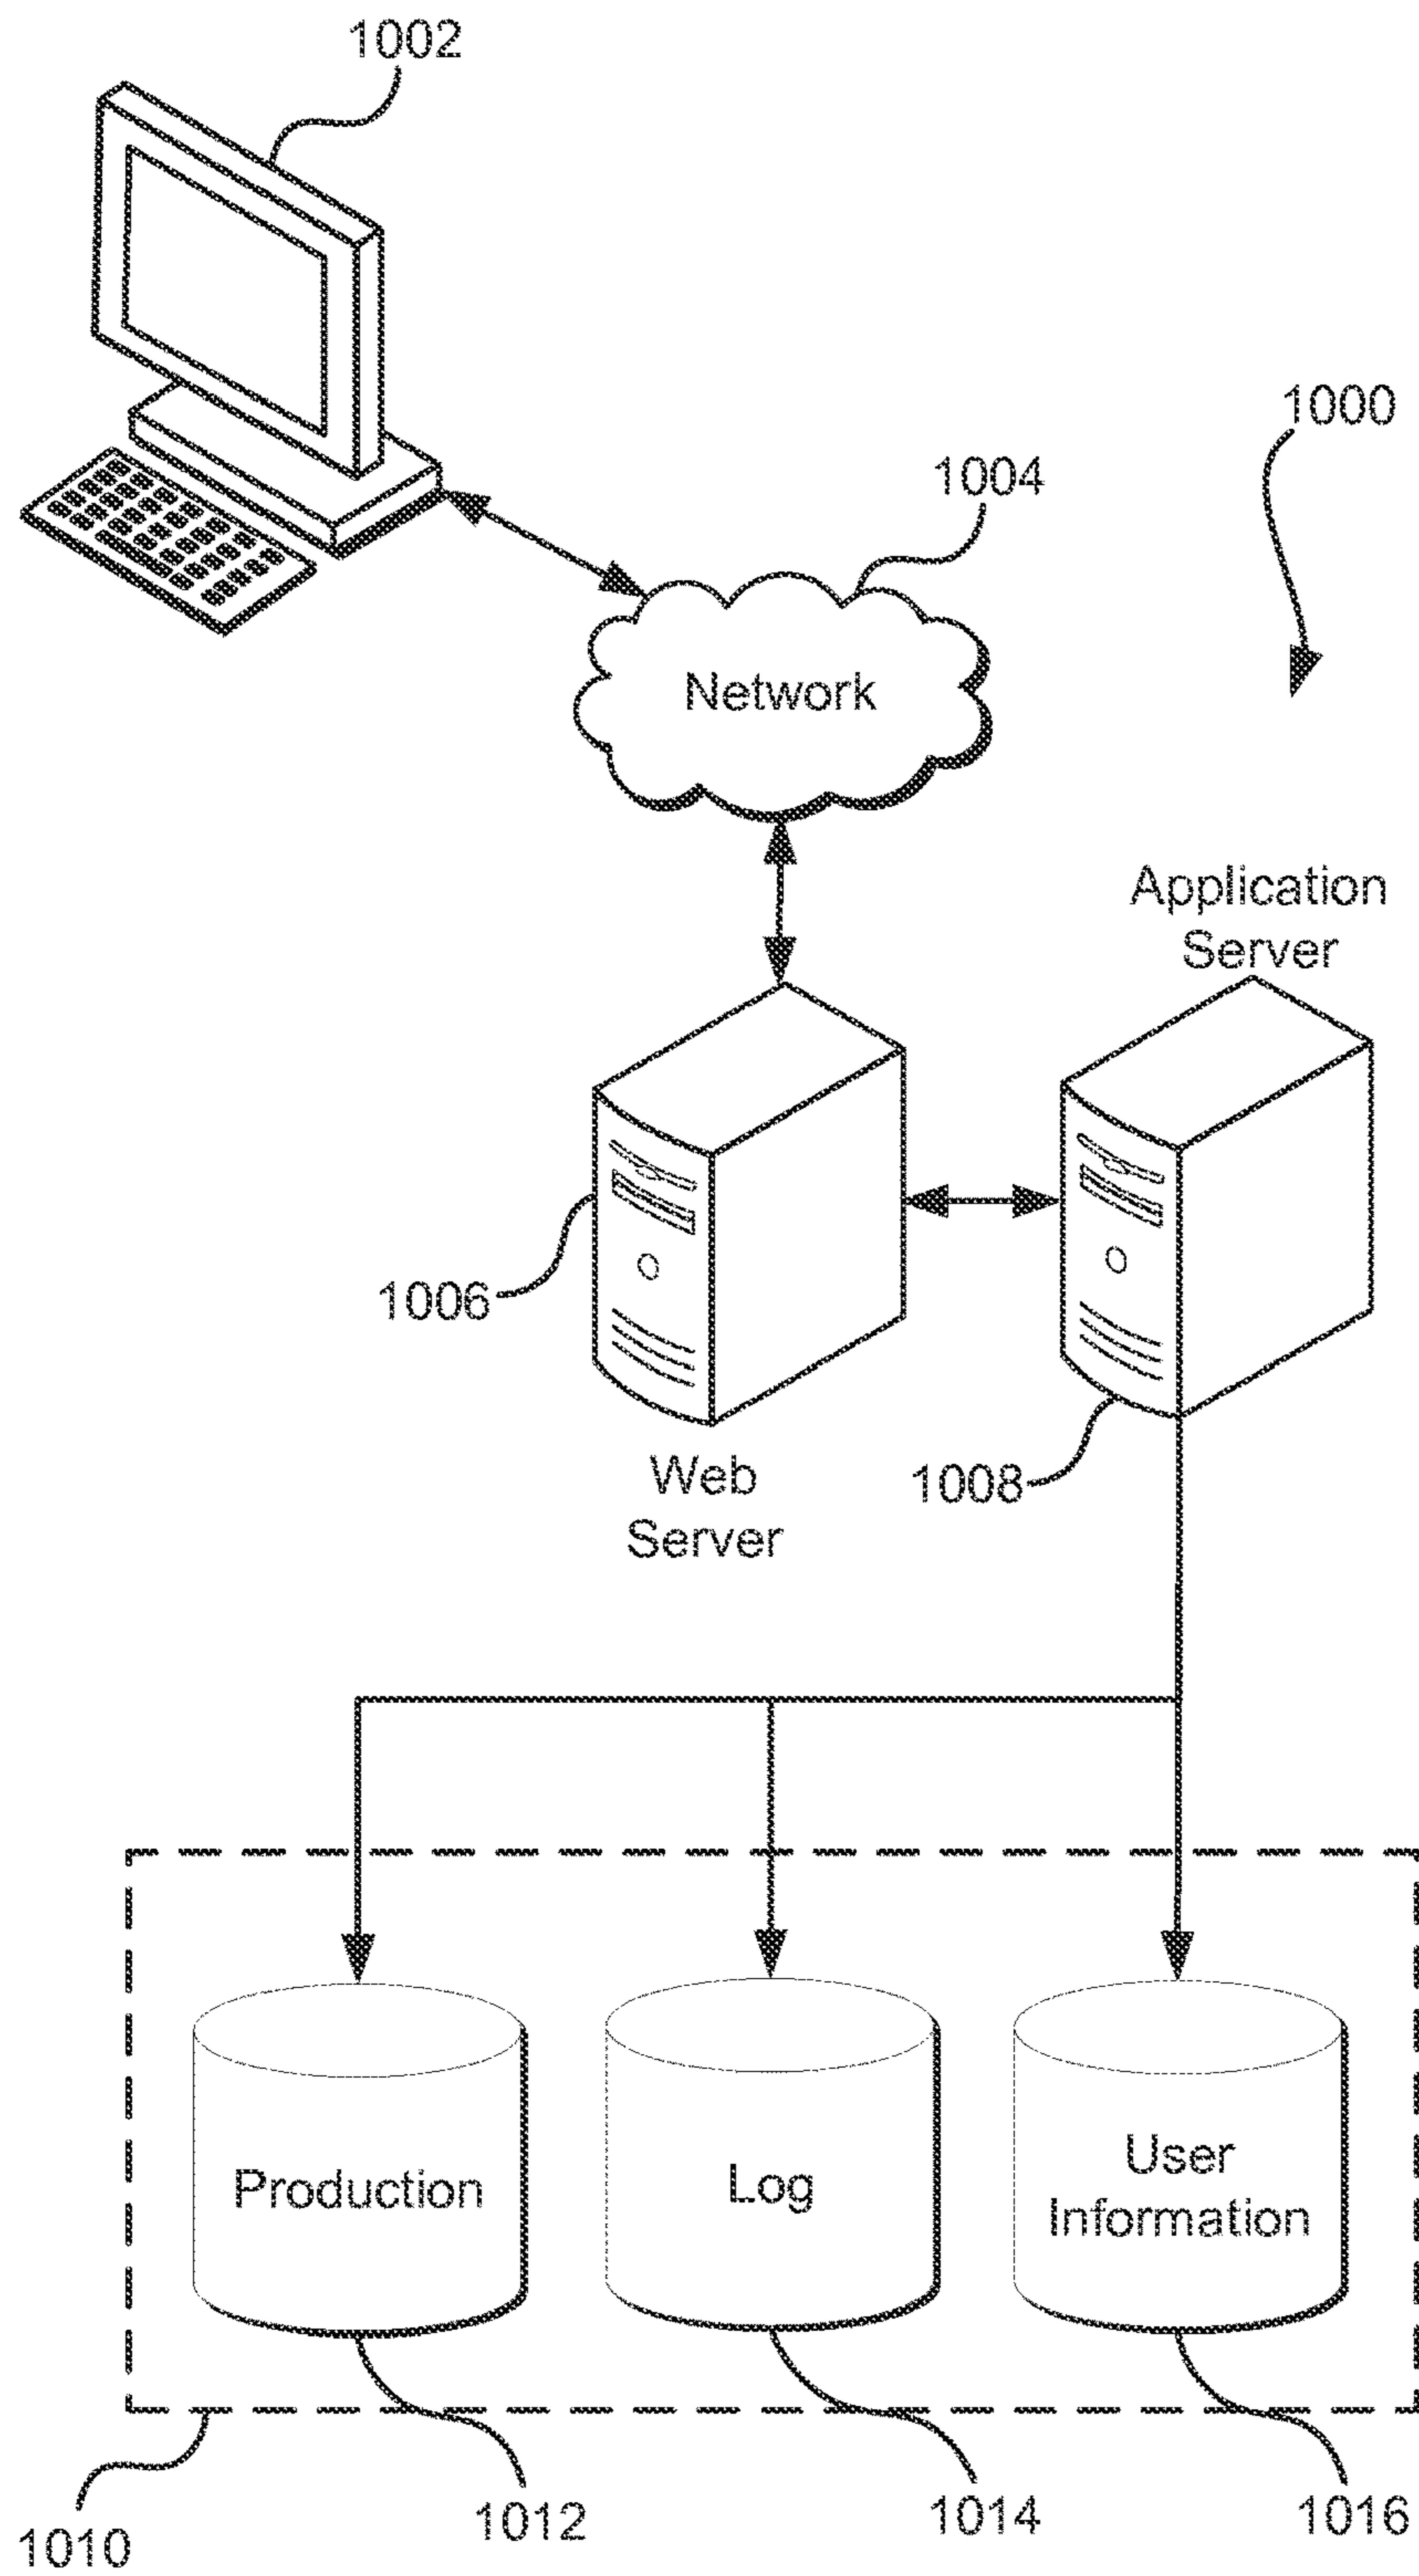 1002
1000
1004
Network
Application
Server
1006
Web
Server
1008
Production
Log
User
Information
1010
1012
1014
1016